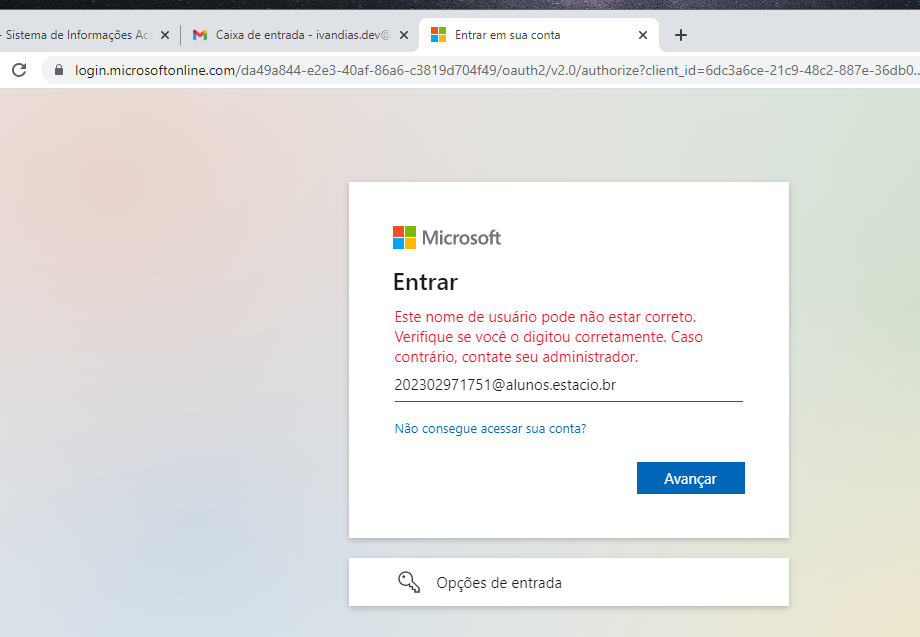 - Sistema de Informações Aca
Caixa de entrada - ivandias.dev@
Entrar em sua conta
login.microsoftonline.com/da49a844-e2e3-40af-86a6-c3819d704f49/oauth2/v2.0/authorize?client_id=6dc3a6ce-21c9-48c2-887e-36db0...
Microsoft
Entrar
Este nome de usuário pode não estar correto.
Verifique se você o digitou corretamente. Caso
contrário, contate seu administrador.
202302971751@alunos.estacio.br
Não consegue acessar sua conta?
Avançar
Opções de entrada